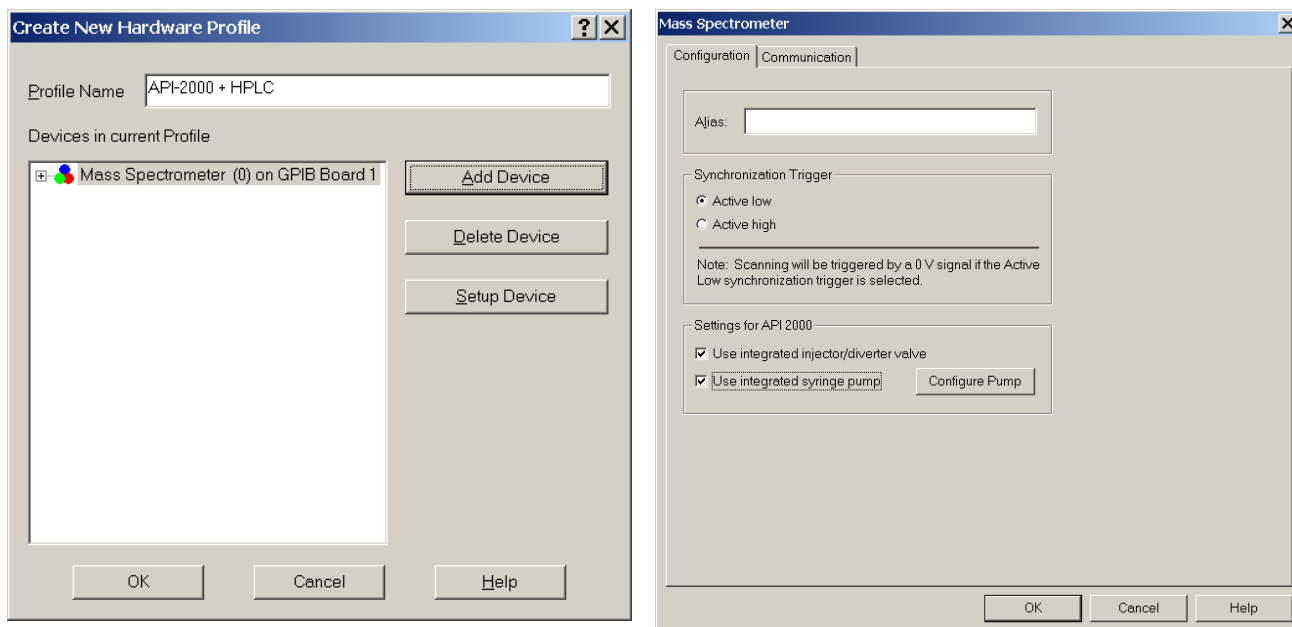 Create New Hardware Profile
Profile Name API-2000 + HPLC
Devices in current Profile
Mass Spectrometer (0) on GPIB Board 1
Add Device
Delete Device
Setup Device
OK Cancel Help
Mass Spectrometer
Configuration Communication
Alias:
Synchronization Trigger
Active low
Active high
Note: Scanning will be triggered by a 0 V signal if the Active
Low synchronization trigger is selected.
Settings for API 2000
Use integrated injector/diverter valve
Use integrated syringe pump Configure Pump
OK Cancel Help